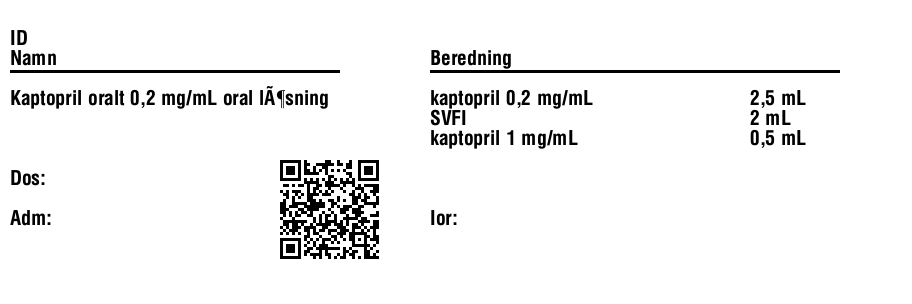 ID
Namn
Beredning
Kaptopril oralt 0,2 mg/mL oral lÃ¶sning
kaptopril 0,2 mg/mL 2,5 mL
SVFI 2 mL
kaptopril 1 mg/mL 0,5 mL
Dos:
Adm:
Ior: